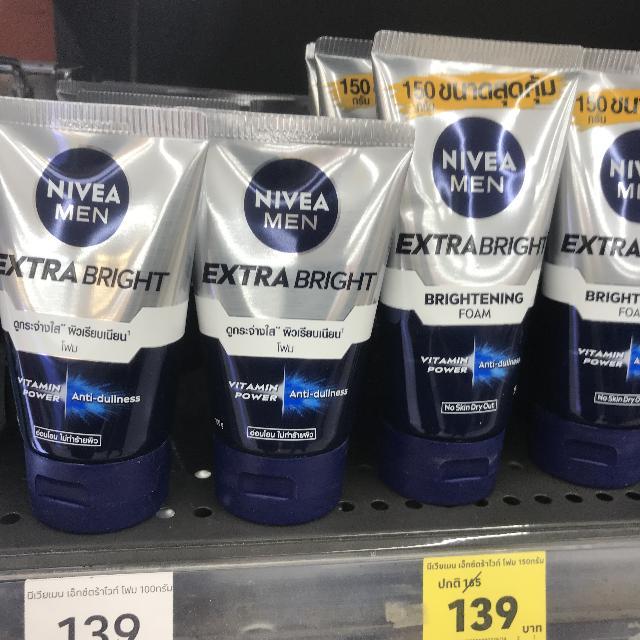 NIVEA
MEN
EXTRA BRIGHT
ดูกระจ่างใส** ผิวเรียบเนียน¹
โฟม
VITAMIN
POWER
Anti-dullness
อ่อนโยน ไม่ทำร้ายผิว
NIVEA
MEN
EXTRA BRIGHT
ดูกระจ่างใส** ผิวเรียบเนียน¹
โฟม
VITAMIN
POWER
Anti-dullness
อ่อนโยน ไม่ทำร้ายผิว
150
กรัม
150 ขนาดสุดคุ้ม
กรัม
NIVEA
MEN
EXTRA BRIGHT
BRIGHTENING
FOAM
VITAMIN
POWER
Anti-dullness
No Skin Dry Out
150
กรัม
NIVEA
MEN
EXTRA
VITAMIN
POWER
No Skin Dry
นีเวียเมน เอ็กซ์ตร้าไวท์ โฟม 100กรัม
139
นีเวียเมน เอ็กซ์ตร้าไวท์ โฟม 150กรัม
ปกติ 165
139 บาท